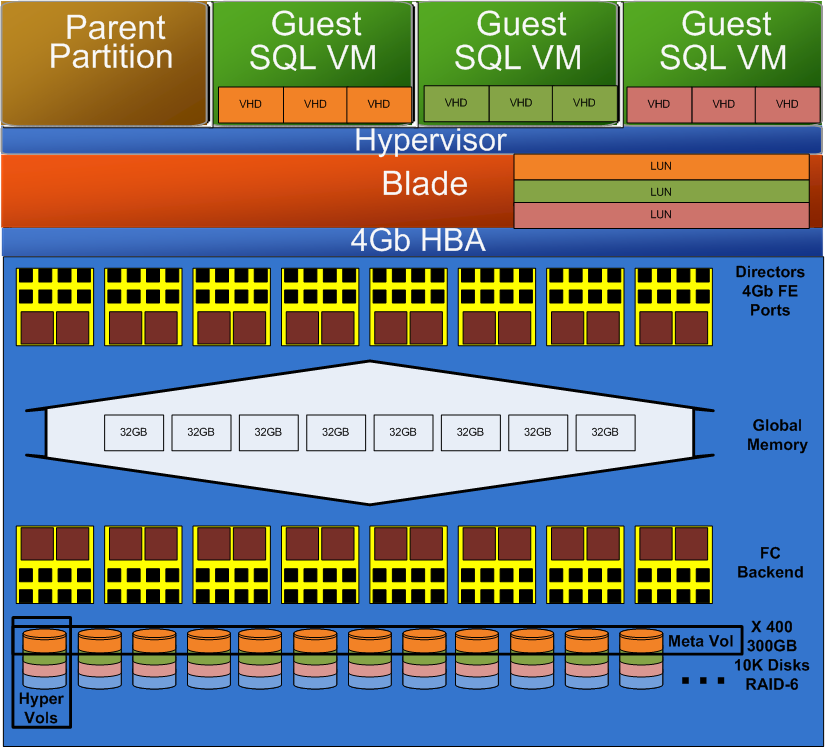 Parent
Partition
Guest
SQL VM
VHD VHD VHD
Guest
SQL VM
VHD VHD VHD
Guest
SQL VM
VHD VHD VHD
Hypervisor
Blade
LUN
LUN
LUN
4Gb HBA
Directors
4Gb FE
Ports
32GB 32GB 32GB 32GB 32GB 32GB 32GB 32GB
Global
Memory
FC
Backend
Meta Vol
X 400
300GB
10K Disks
RAID-6
Hyper
Vols